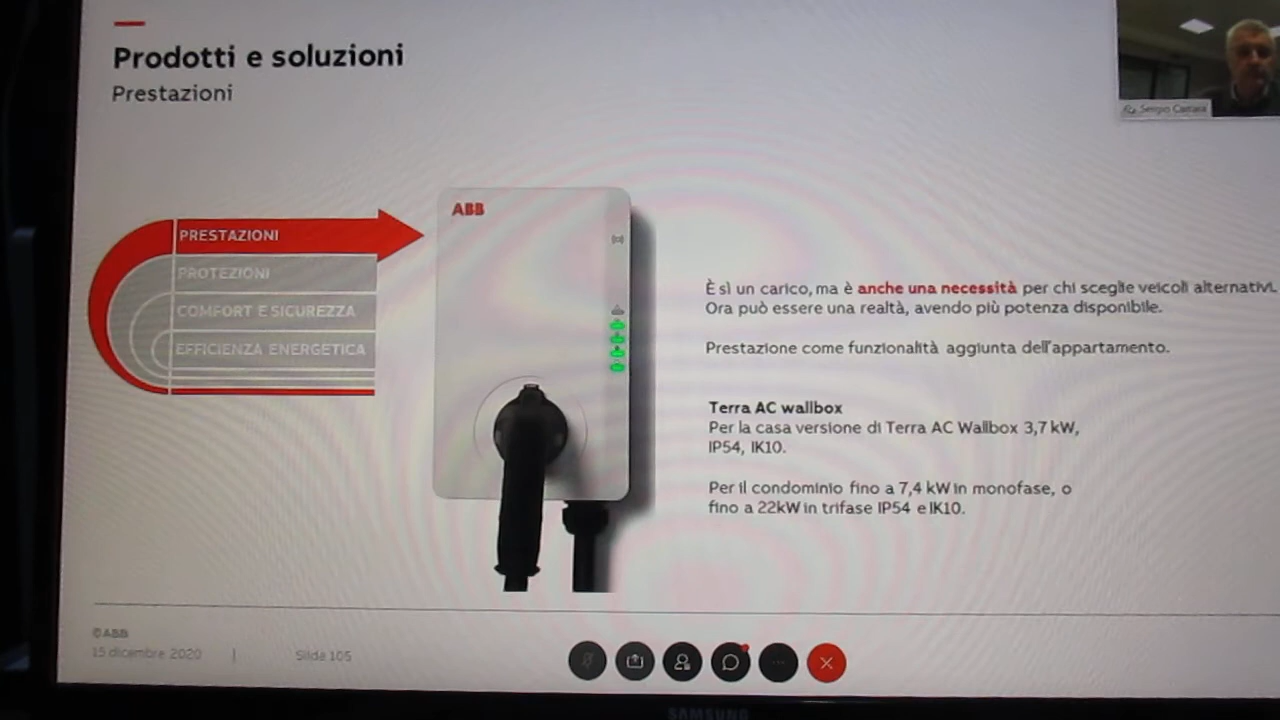 Prodotti e soluzioni
Prestazioni
Sergio Carrara
ABB
PRESTAZIONI
PROTEZIONI
COMFORT E SICUREZZA
EFFICIENZA ENERGETICA
È sì un carico, ma è anche una necessità per chi sceglie veicoli alternativi.
Ora può essere una realtà, avendo più potenza disponibile.
Prestazione come funzionalità aggiunta dell'appartamento.
Terra AC wallbox
Per la casa versione di Terra AC Wallbox 3,7 kW,
IP54, IK10.
Per il condominio fino a 7,4 kW in monofase, o
fino a 22kW in trifase IP54 e IK10.
©ABB
15 dicembre 2020 | Slide 105
SAMSUNG